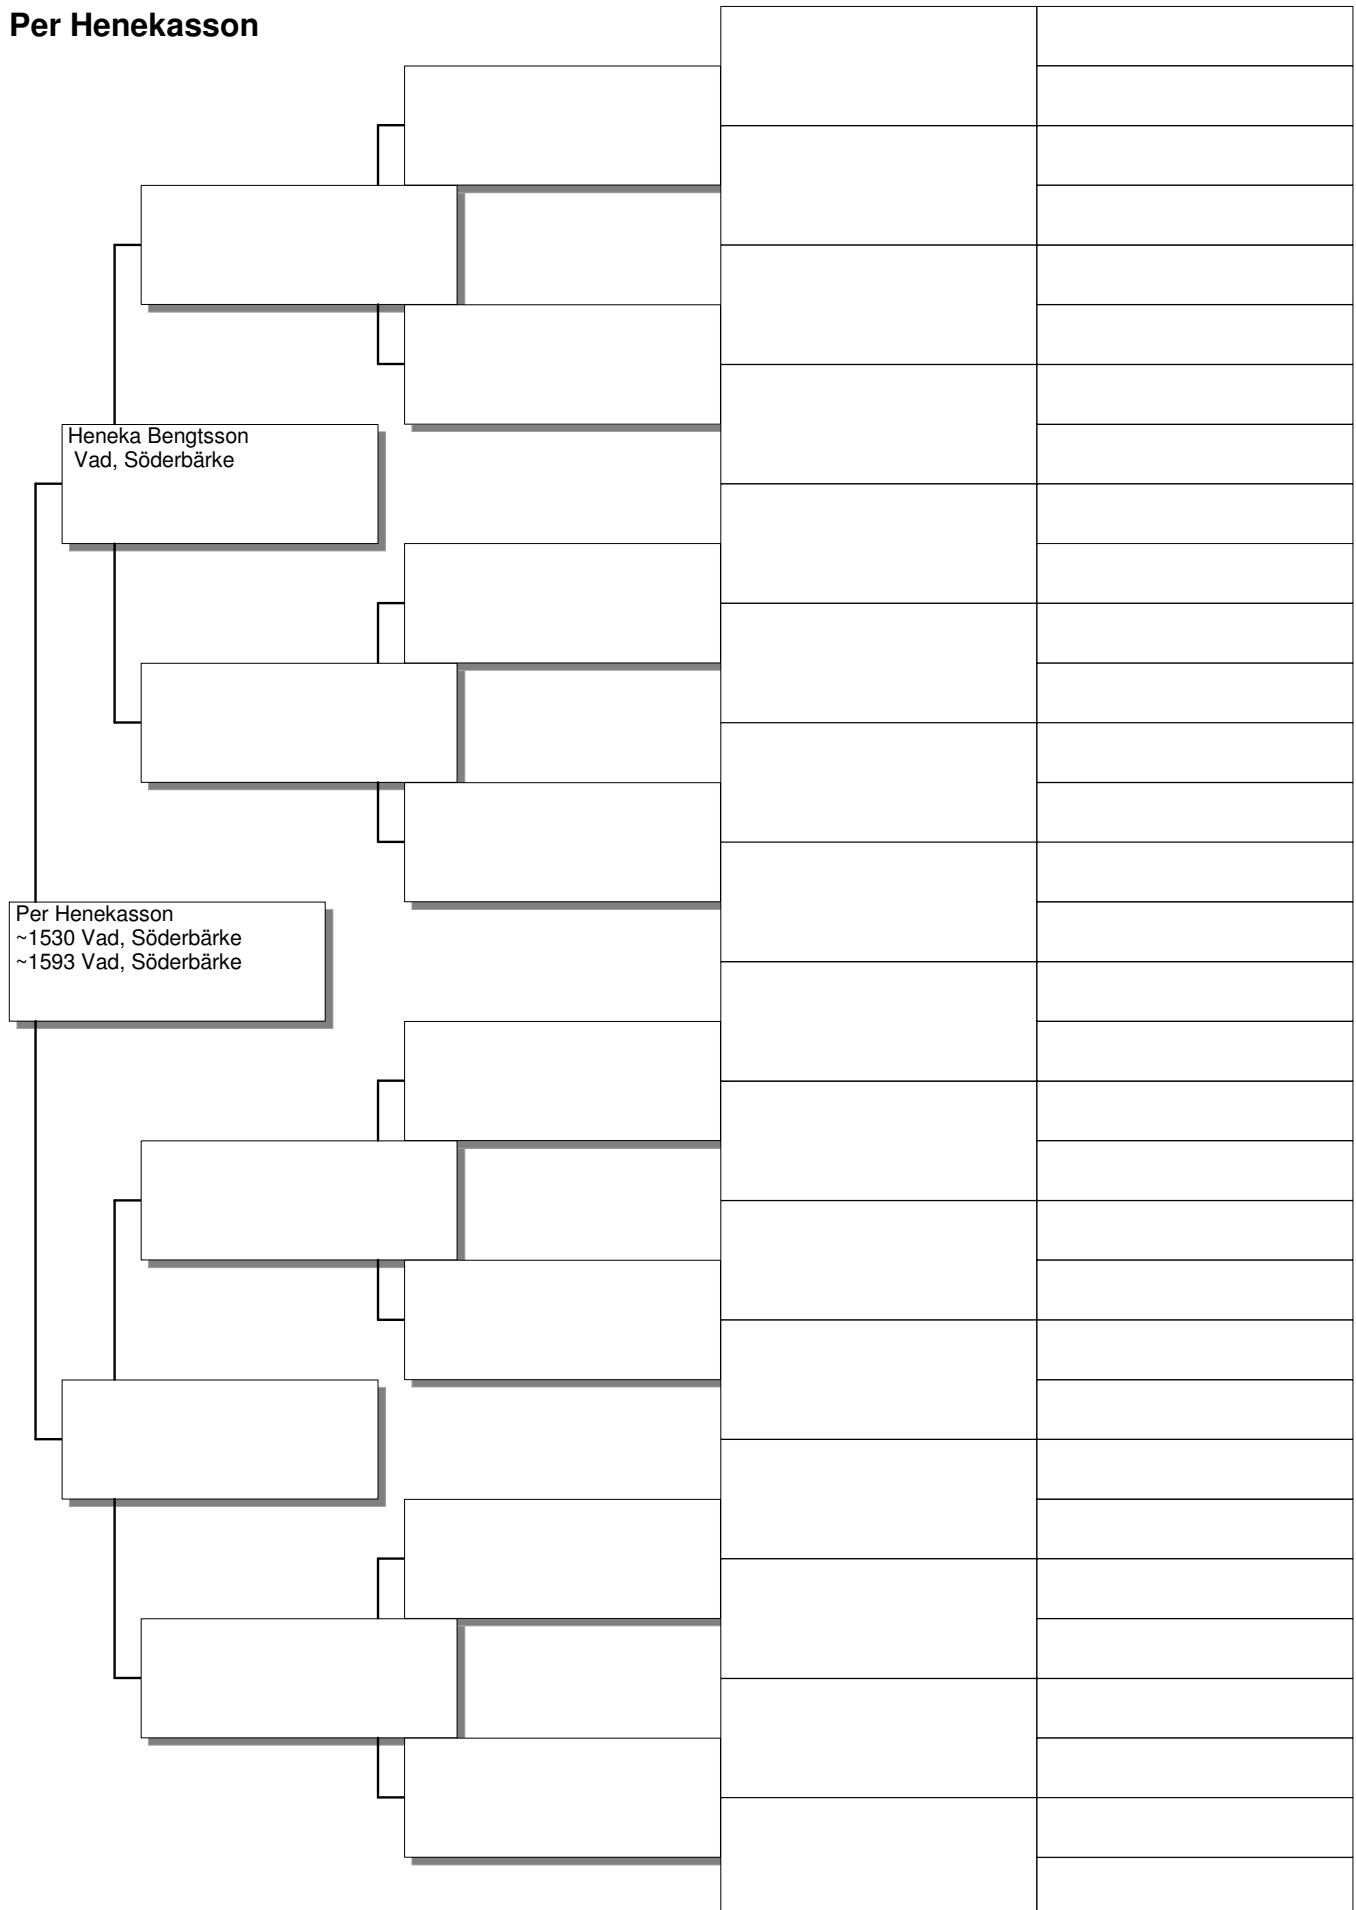 Per Henekasson
Heneka Bengtsson
Vad, Söderbärke
Per Henekasson
~1530 Vad, Söderbärke
~1593 Vad, Söderbärke